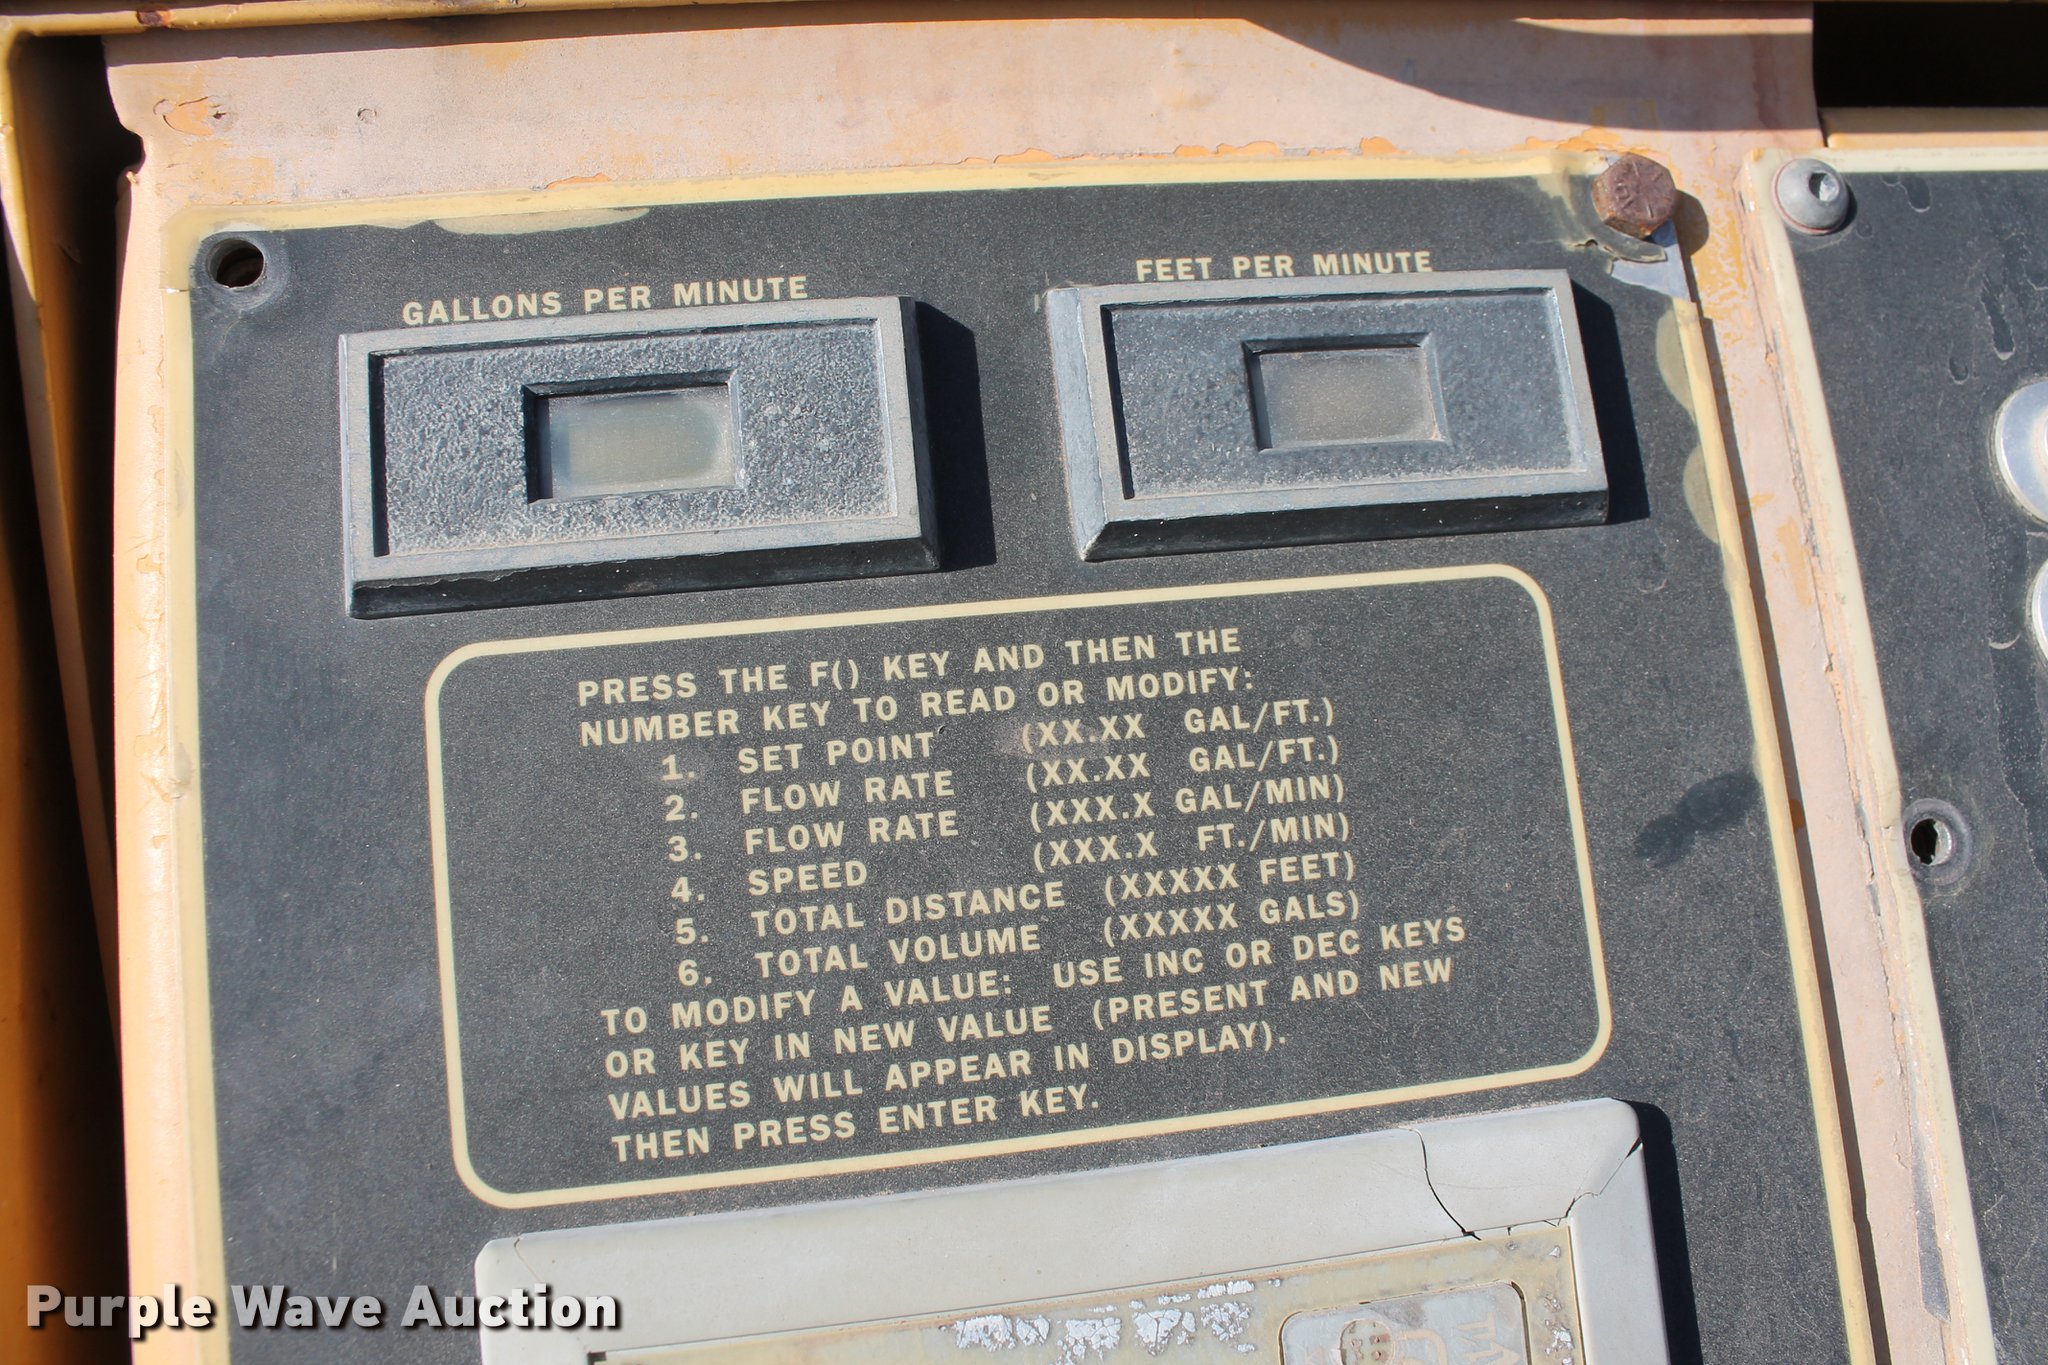 GALLONS PER MINUTE
FEET PER MINUTE
PRESS THE F() KEY AND THEN THE
NUMBER KEY TO READ OR MODIFY:
1. SET POINT (XX.XX GAL/FT.)
2. FLOW RATE (XX.XX GAL/FT.)
3. FLOW RATE (XXX.X GAL/MIN)
4. SPEED (XXX.X FT./MIN)
5. TOTAL DISTANCE (XXXXX FEET)
6. TOTAL VOLUME (XXXXX GALS)
TO MODIFY A VALUE: USE INC OR DEC KEYS
OR KEY IN NEW VALUE (PRESENT AND NEW
VALUES WILL APPEAR IN DISPLAY).
THEN PRESS ENTER KEY.
Purple Wave Auction